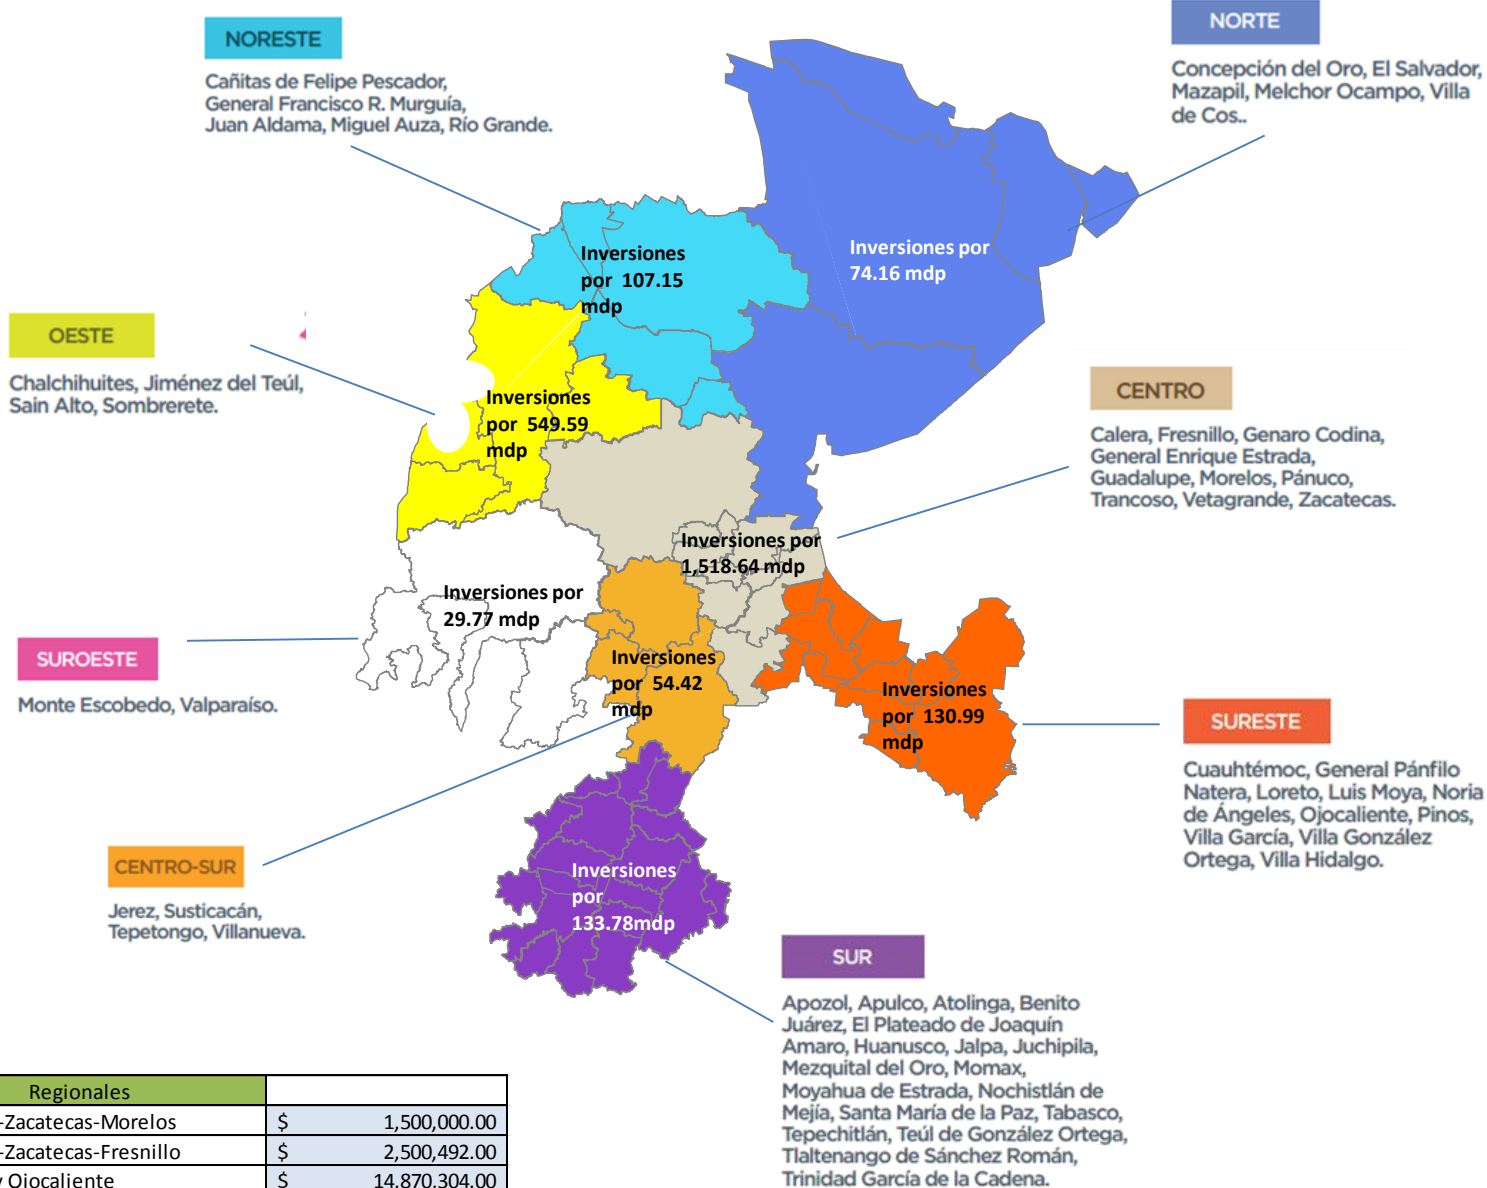 NORESTE
Cañitas de Felipe Pescador,
General Francisco R. Murguía,
Juan Aldama, Miguel Auza, Río Grande.
NORTE
Concepción del Oro, El Salvador,
Mazapil, Melchor Ocampo, Villa
de Cos..
Inversiones
por 107.15
mdp
Inversiones por
74.16 mdp
OESTE
Chalchihuites, Jiménez del Teúl,
Sain Alto, Sombrerete.
Inversiones
por 549.59
mdp
CENTRO
Calera, Fresnillo, Genaro Codina,
General Enrique Estrada,
Guadalupe, Morelos, Pánuco,
Trancoso, Vetagrande, Zacatecas.
Inversiones por
1,518.64 mdp
Inversiones por
29.77 mdp
SUROESTE
Monte Escobedo, Valparaíso.
Inversiones
por 54.42
mdp
Inversiones
por 130.99
mdp
SURESTE
Cuauhtémoc, General Pánfilo
Natera, Loreto, Luis Moya, Noria
de Ángeles, Ojocaliente, Pinos,
Villa García, Villa González
Ortega, Villa Hidalgo.
CENTRO-SUR
Jerez, Susticacán,
Tepetongo, Villanueva.
Inversiones
por
133.78mdp
SUR
Apozol, Apulco, Atolinga, Benito
Juárez, El Plateado de Joaquín
Amaro, Huanusco, Jalpa, Juchipila,
Mezquital del Oro, Momax,
Moyahua de Estrada, Nochistlán de
Mejía, Santa María de la Paz, Tabasco,
Tepechitlán, Teúl de González Ortega,
Tlaltenango de Sánchez Román,
Trinidad García de la Cadena.
Regionales
-Zacatecas-Morelos $ 1,500,000.00
-Zacatecas-Fresnillo $ 2,500,492.00
y Ojocaliente $ 14,870,304.00